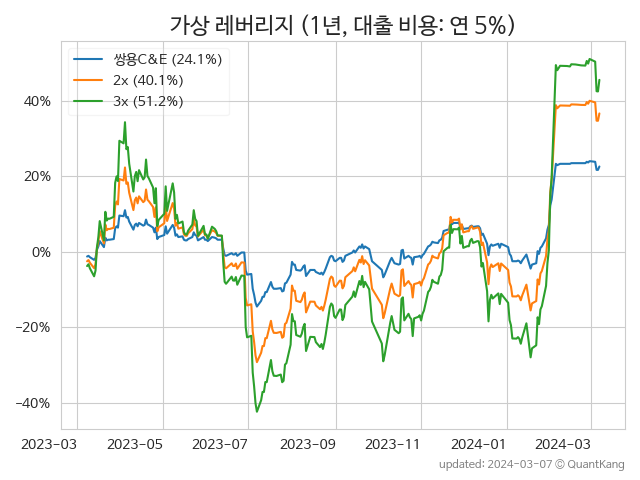 가상 레버리지 (1년, 대출 비용: 연 5%)
쌍용C&E (24.1%)
2x (40.1%)
3x (51.2%)
40%
20%
0%
−20%
−40%
2023-03 2023-05 2023-07 2023-09 2023-11 2024-01 2024-03
updated: 2024-03-07 © QuantKang